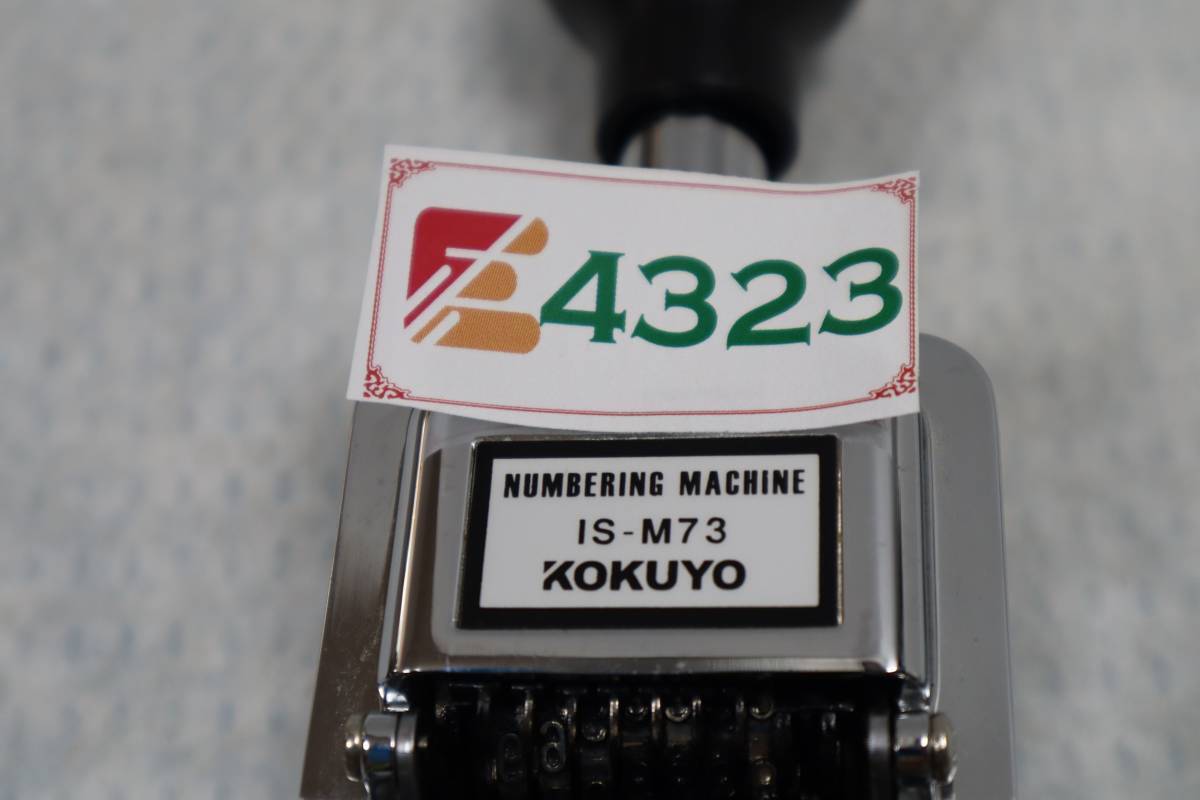 4323
NUMBERING MACHINE
IS-M73
KOKUYO